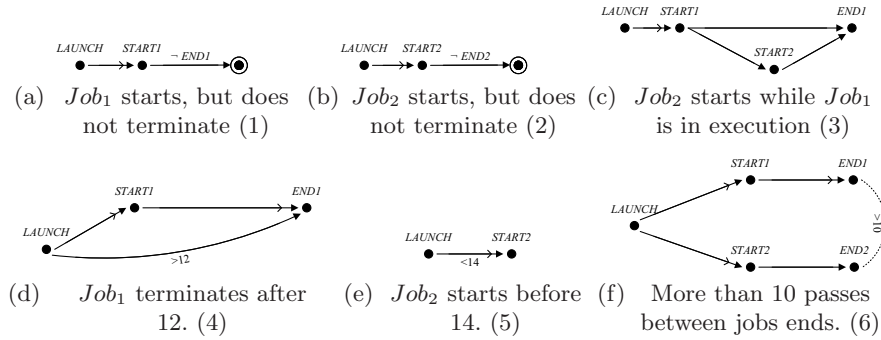 LAUNCH START1 ¬ END1
LAUNCH START2 ¬ END2
LAUNCH START1 END1
START2
(a) Job1 starts, but does
not terminate (1)
(b) Job2 starts, but does
not terminate (2)
(c) Job2 starts while Job1
is in execution (3)
LAUNCH START1 END1
>12
LAUNCH START2
<14
START1 END1
LAUNCH
>10
START2 END2
(d) Job1 terminates after
12. (4)
(e) Job2 starts before
14. (5)
(f) More than 10 passes
between jobs ends. (6)